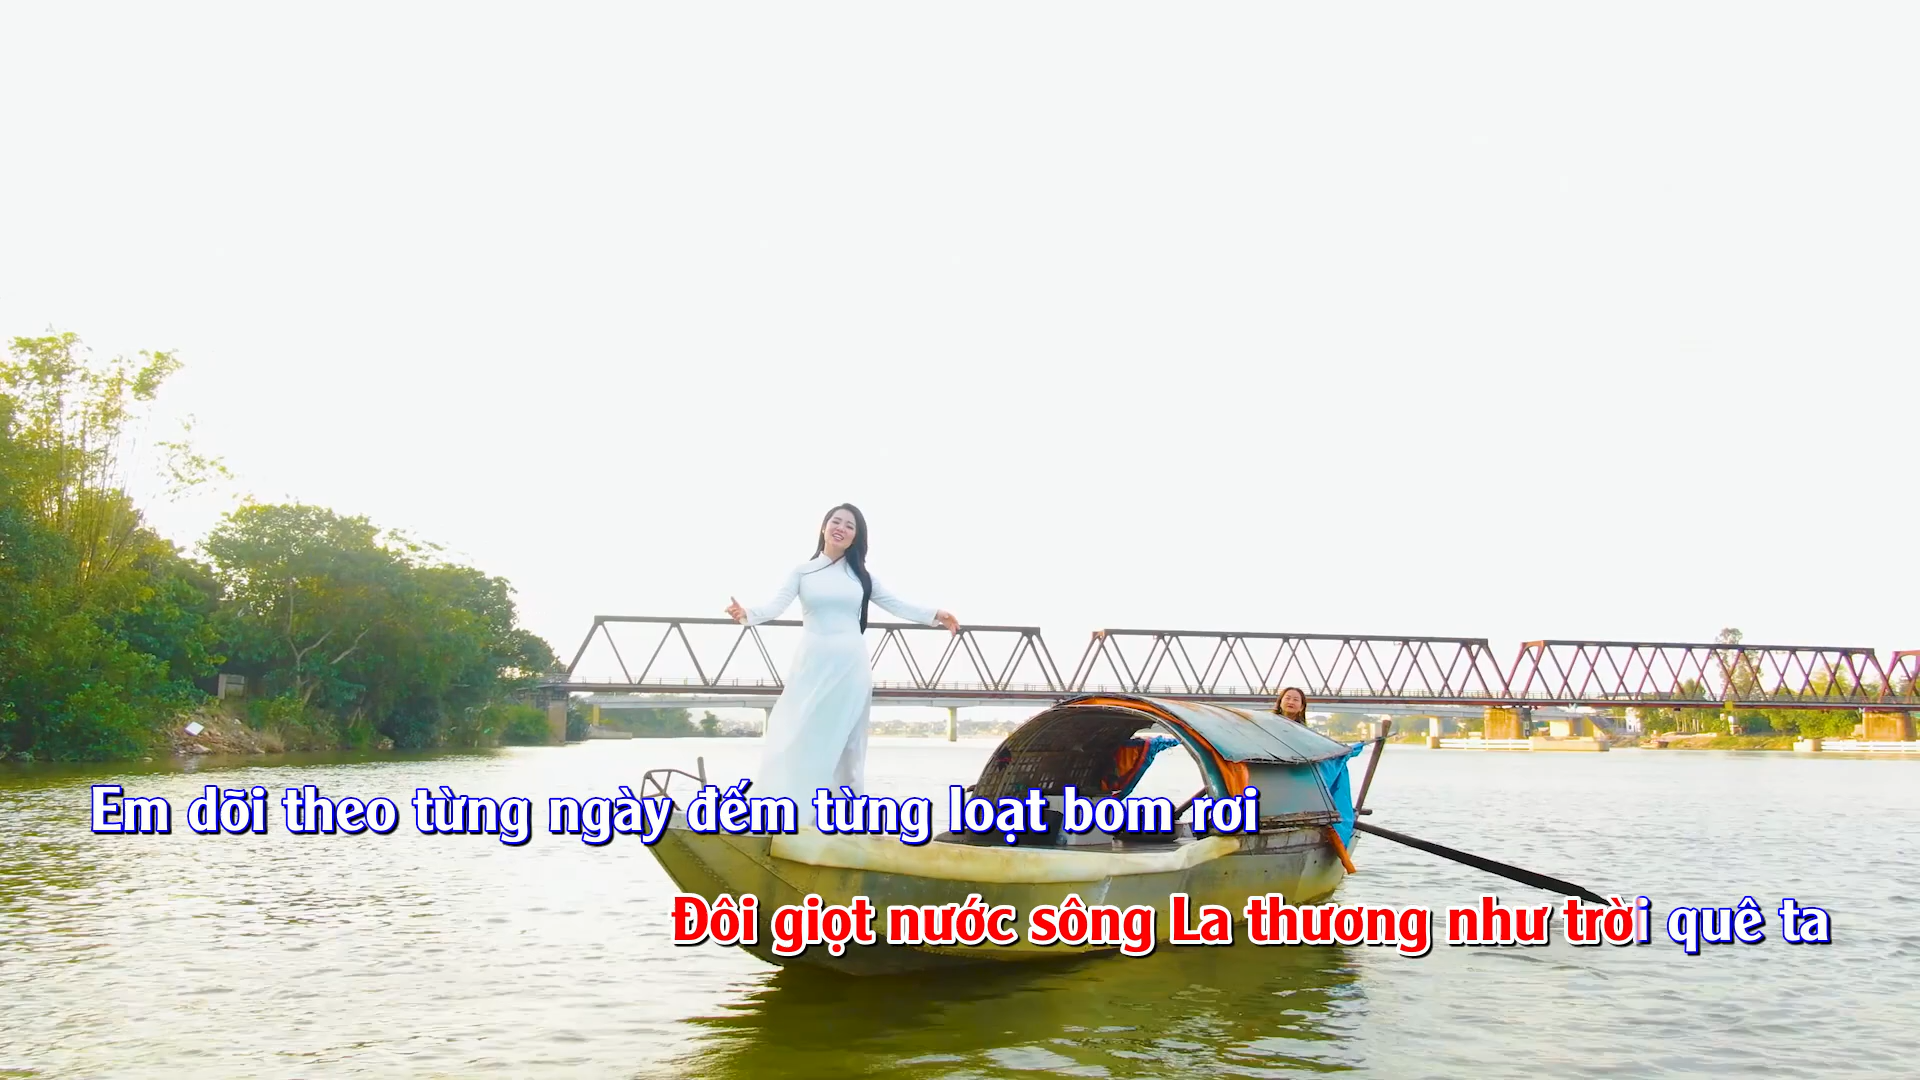 Em dõi theo từng ngày đếm từng loạt bom rơi
Đôi giọt nước sông La thương như trời quê ta